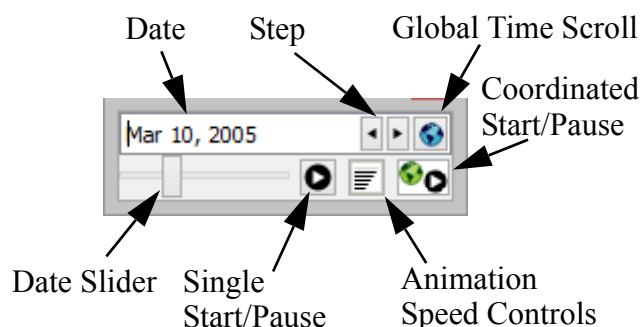 Date
Step
Global Time Scroll
Coordinated
Start/Pause
Mar 10, 2005
Date Slider
Single
Start/Pause
Animation
Speed Controls